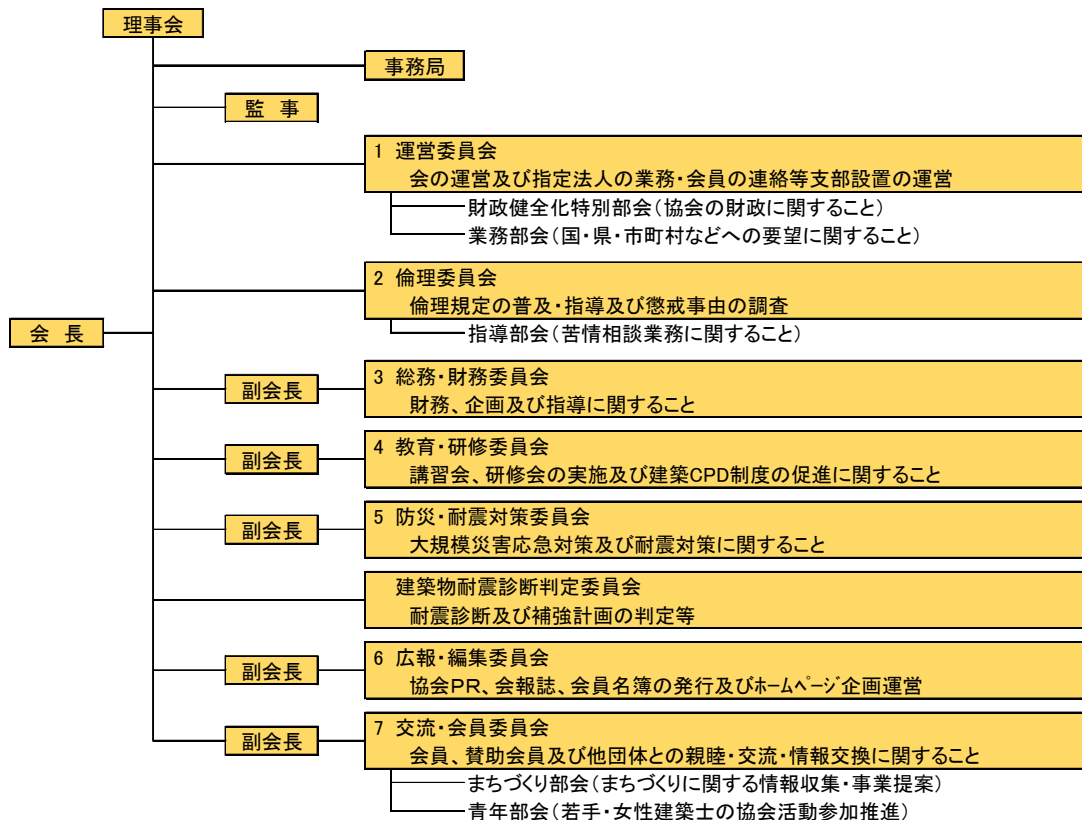 理事会
事務局
監 事
1 運営委員会
会の運営及び指定法人の業務・会員の連絡等支部設置の運営
財政健全化特別部会(協会の財政に関すること)
業務部会(国・県・市町村などへの要望に関すること)
2 倫理委員会
倫理規定の普及・指導及び懲戒事由の調査
指導部会(苦情相談業務に関すること)
会 長
副会長
3 総務・財務委員会
財務、企画及び指導に関すること
副会長
4 教育・研修委員会
講習会、研修会の実施及び建築CPD制度の促進に関すること
副会長
5 防災・耐震対策委員会
大規模災害応急対策及び耐震対策に関すること
建築物耐震診断判定委員会
耐震診断及び補強計画の判定等
副会長
6 広報・編集委員会
協会PR、会報誌、会員名簿の発行及びホームページ企画運営
副会長
7 交流・会員委員会
会員、賛助会員及び他団体との親睦・交流・情報交換に関すること
まちづくり部会(まちづくりに関する情報収集・事業提案)
青年部会(若手・女性建築士の協会活動参加推進)